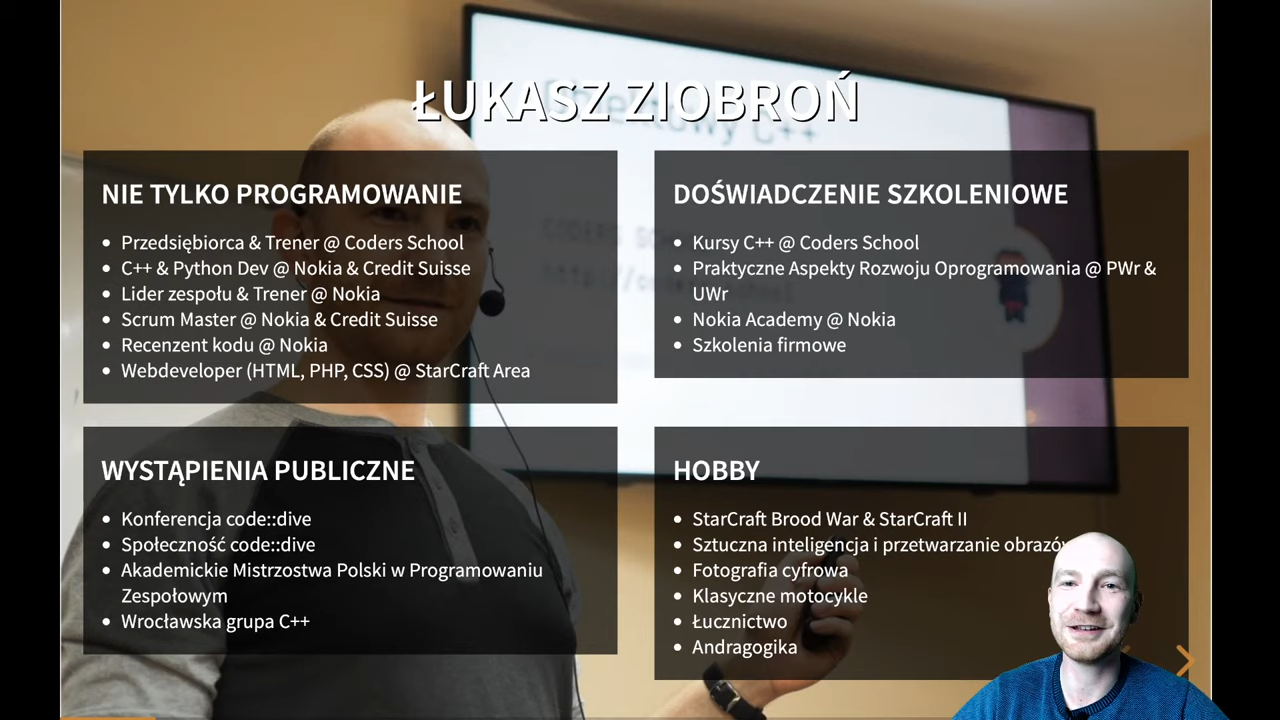 ŁUKASZ ZIOBROŃ
NIE TYLKO PROGRAMOWANIE
• Przedsiębiorca & Trener @ Coders School
• C++ & Python Dev @ Nokia & Credit Suisse
• Lider zespołu & Trener @ Nokia
• Scrum Master @ Nokia & Credit Suisse
• Recenzent kodu @ Nokia
• Webdeveloper (HTML, PHP, CSS) @ StarCraft Area
DOŚWIADCZENIE SZKOLENIOWE
• Kursy C++ @ Coders School
• Praktyczne Aspekty Rozwoju Oprogramowania @ PWr &
UWr
• Nokia Academy @ Nokia
• Szkolenia firmowe
WYSTĄPIENIA PUBLICZNE
• Konferencja code::dive
• Społeczność code::dive
• Akademickie Mistrzostwa Polski w Programowaniu
Zespołowym
• Wrocławska grupa C++
HOBBY
• StarCraft Brood War & StarCraft II
• Sztuczna inteligencja i przetwarzanie
• Fotografia cyfrowa
• Klasyczne motocykle
• Łucznictwo
• Andragogika